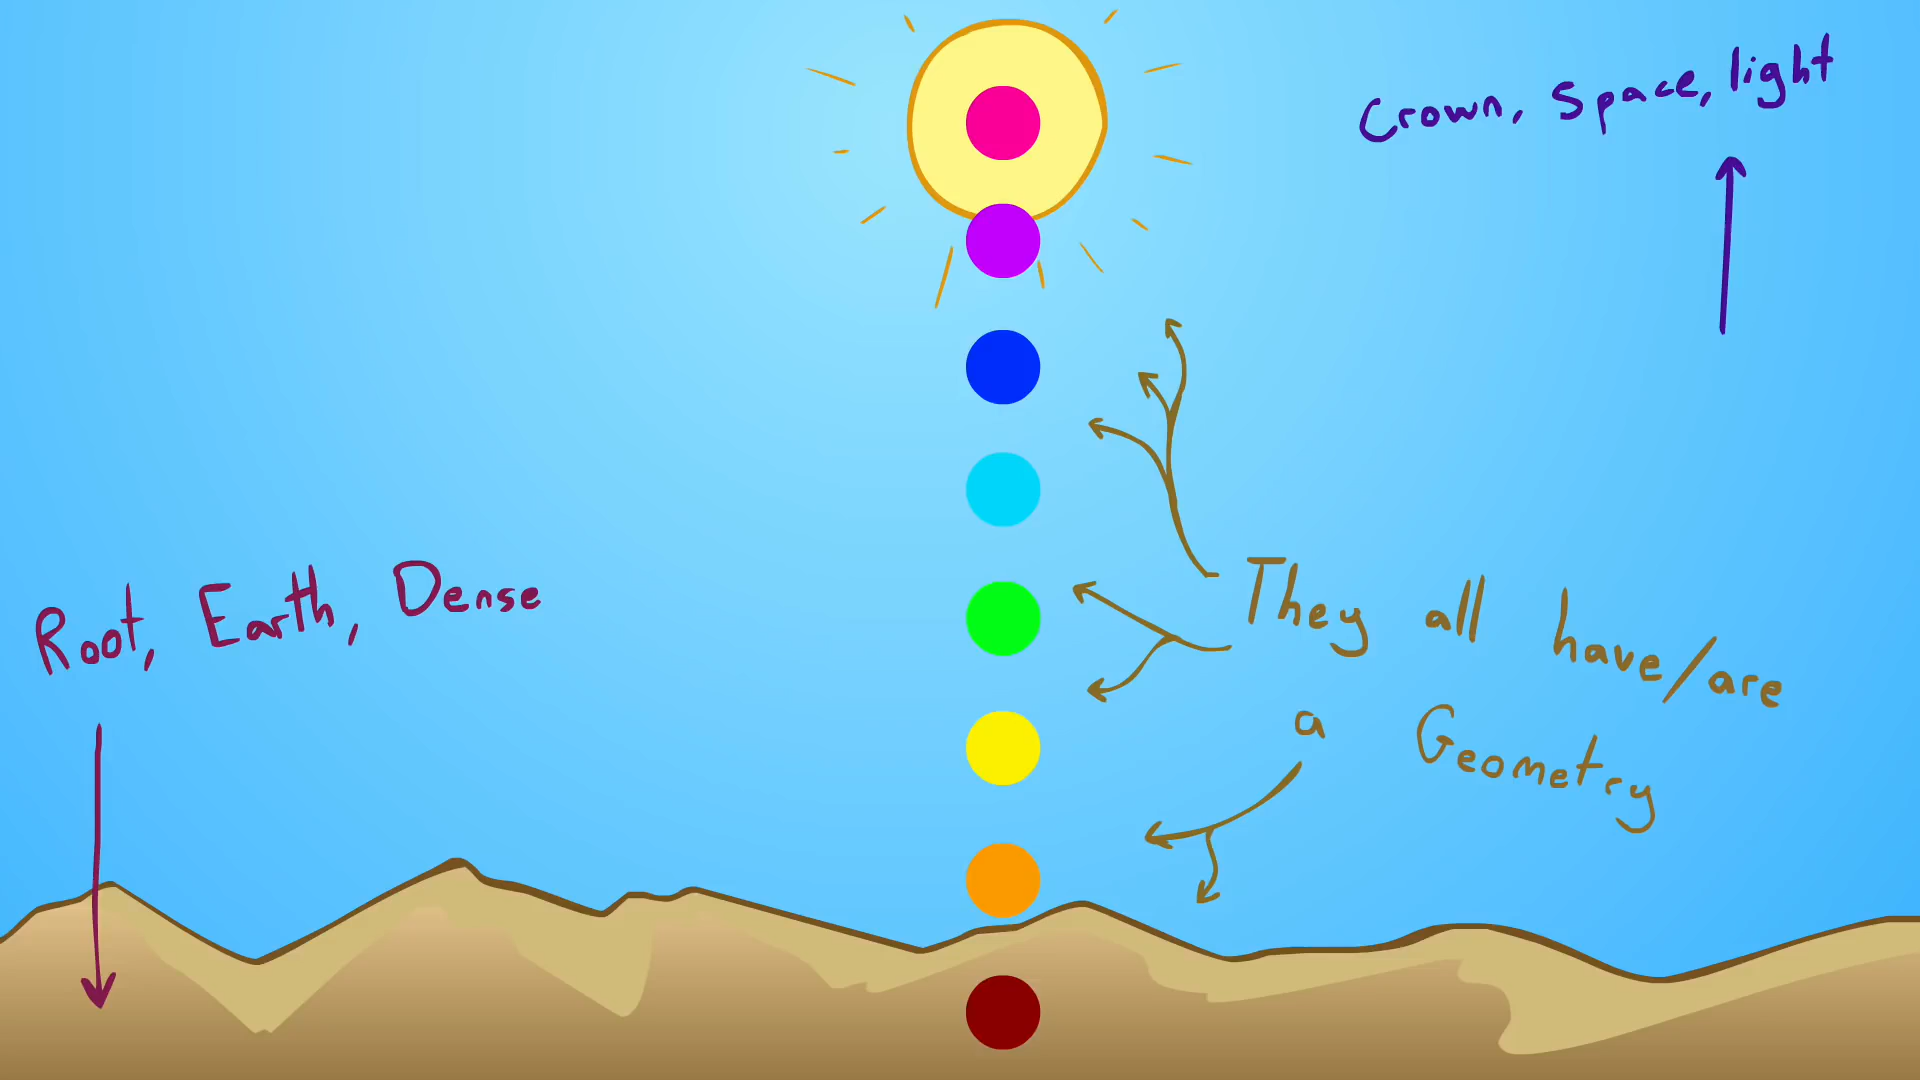 Crown, Space, light
Root, Earth, Dense
They all have/are
a Geometry